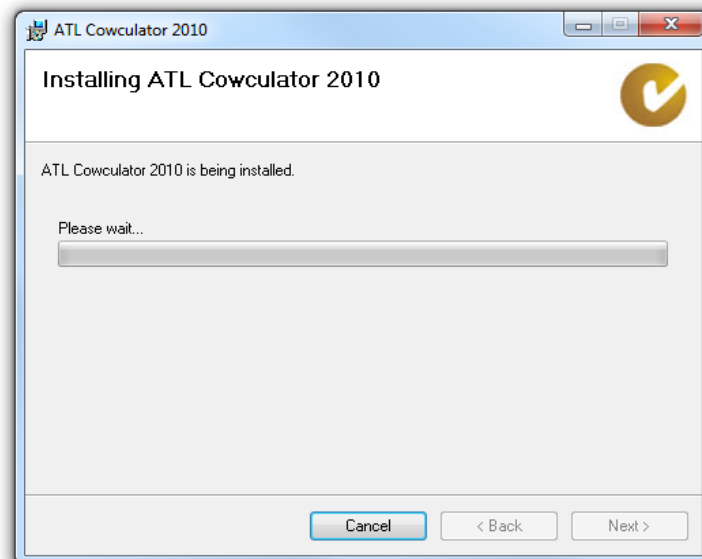 ATL Cowculator 2010
Installing ATL Cowculator 2010
ATL Cowculator 2010 is being installed.
Please wait...
Cancel
< Back
Next >